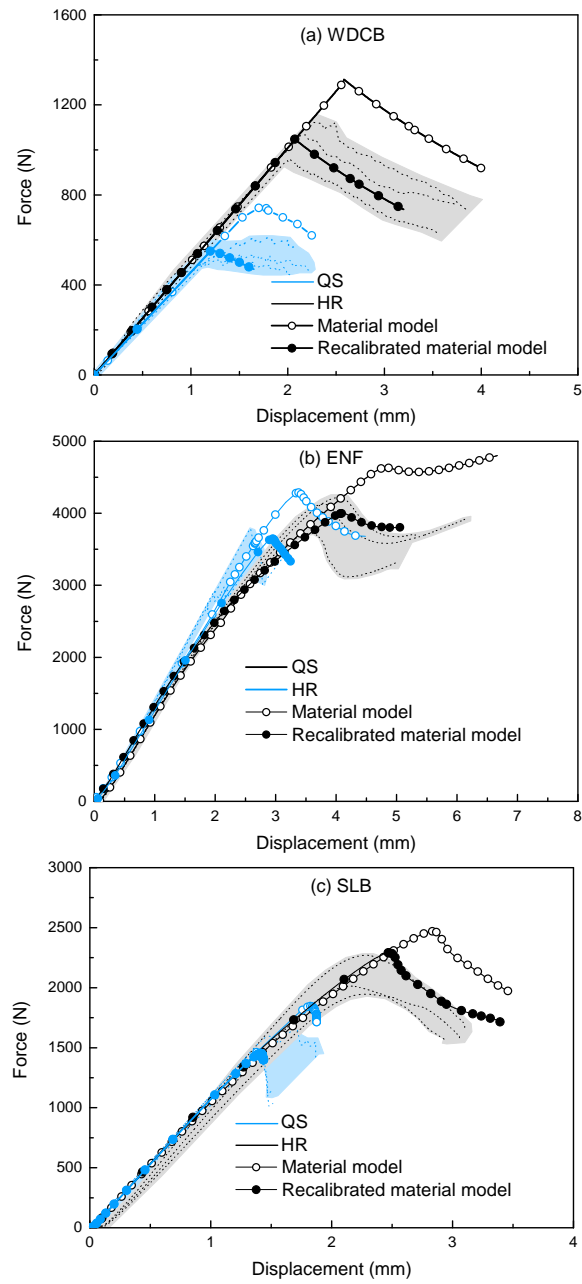 (a) WDCB
1600
1200
800
400
0
Force (N)
QS
HR
Material model
Recalibrated material model
0 1 2 3 4 5
Displacement (mm)
(b) ENF
5000
4000
3000
2000
1000
0
Force (N)
QS
HR
Material model
Recalibrated material model
0 1 2 3 4 5 6 7 8
Displacement (mm)
(c) SLB
3000
2500
2000
1500
1000
500
0
Force (N)
QS
HR
Material model
Recalibrated material model
0 1 2 3 4
Displacement (mm)